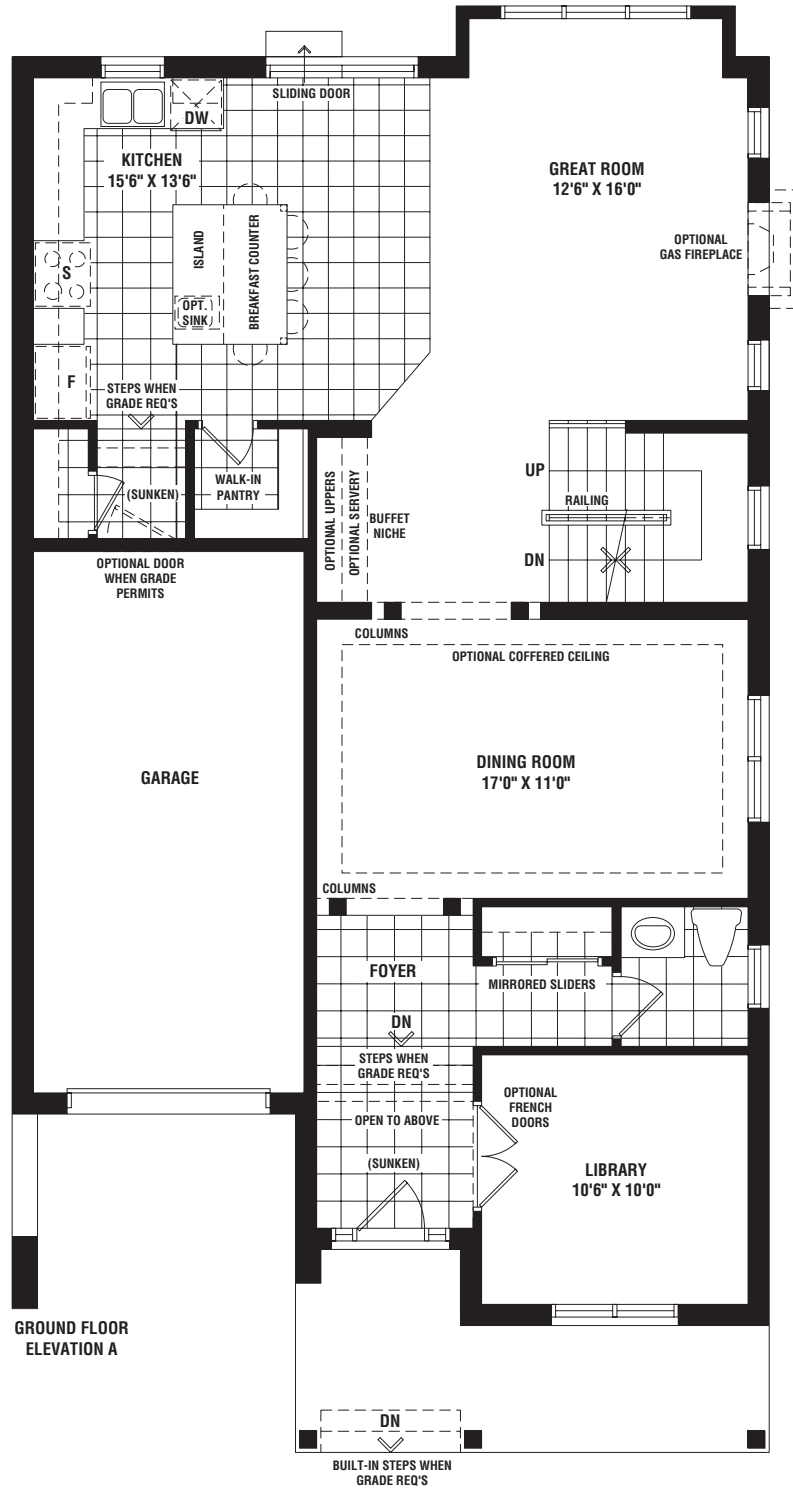 SLIDING DOOR
DW
KITCHEN
15'6" X 13'6"
GREAT ROOM
12'6" X 16'0"
OPTIONAL
GAS FIREPLACE
ISLAND
BREAKFAST COUNTER
S
OPT.
SINK
F
STEPS WHEN
GRADE REQ'S
(SUNKEN)
WALK-IN
PANTRY
OPTIONAL UPPERS
OPTIONAL SERVERY
BUFFET
NICHE
UP
RAILING
DN
OPTIONAL DOOR
WHEN GRADE
PERMITS
COLUMNS
OPTIONAL COFFERED CEILING
GARAGE
DINING ROOM
17'0" X 11'0"
COLUMNS
FOYER
MIRRORED SLIDERS
DN
STEPS WHEN
GRADE REQ'S
OPTIONAL
FRENCH
DOORS
OPEN TO ABOVE
(SUNKEN)
LIBRARY
10'6" X 10'0"
GROUND FLOOR
ELEVATION A
DN
BUILT-IN STEPS WHEN
GRADE REQ'S